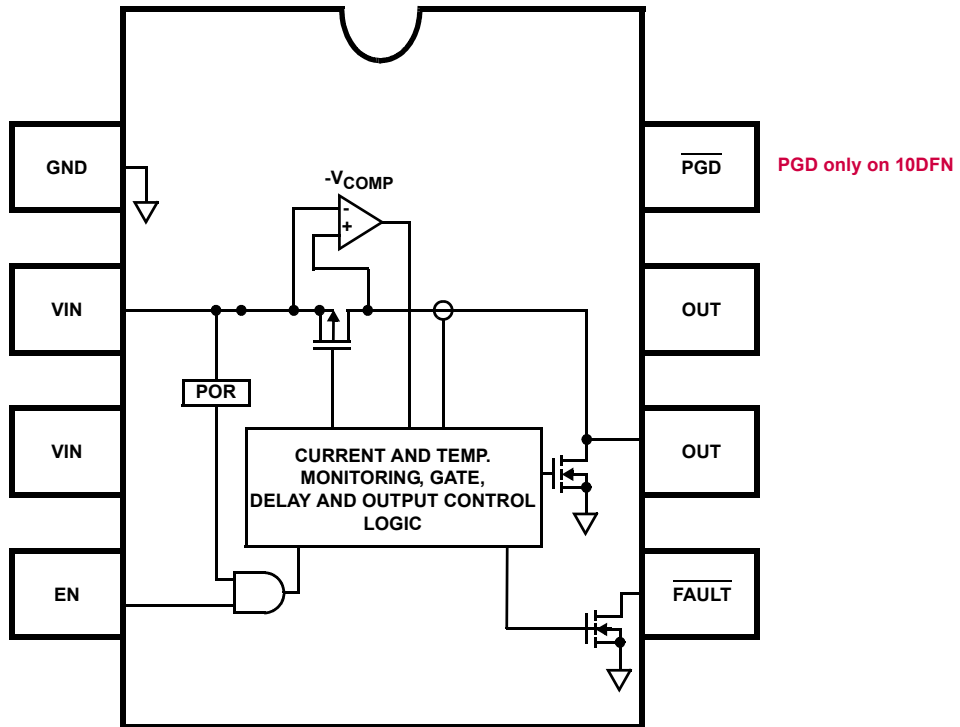 GND
PGD
PGD only on 10DFN
-VCOMP
-
+
VIN
OUT
POR
VIN
CURRENT AND TEMP.
MONITORING, GATE,
DELAY AND OUTPUT CONTROL
LOGIC
OUT
EN
FAULT